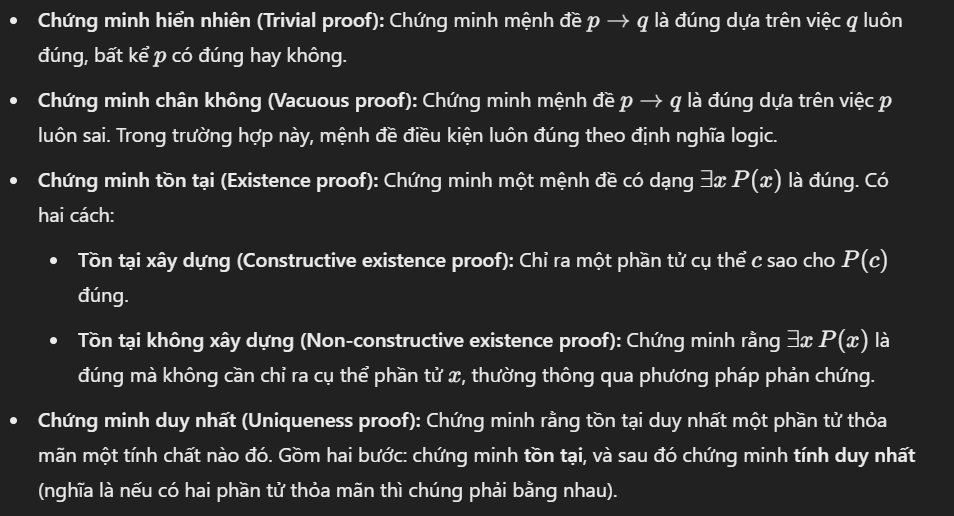 • Chứng minh hiển nhiên (Trivial proof): Chứng minh mệnh đề p → q là đúng dựa trên việc q luôn
đúng, bất kể p có đúng hay không.
• Chứng minh chân không (Vacuous proof): Chứng minh mệnh đề p → q là đúng dựa trên việc p
luôn sai. Trong trường hợp này, mệnh đề điều kiện luôn đúng theo định nghĩa logic.
• Chứng minh tồn tại (Existence proof): Chứng minh một mệnh đề có dạng ∃x P(x) là đúng. Có
hai cách:
• Tồn tại xây dựng (Constructive existence proof): Chỉ ra một phần tử cụ thể c sao cho P(c)
đúng.
• Tồn tại không xây dựng (Non-constructive existence proof): Chứng minh rằng ∃x P(x) là
đúng mà không cần chỉ ra cụ thể phần tử x, thường thông qua phương pháp phản chứng.
• Chứng minh duy nhất (Uniqueness proof): Chứng minh rằng tồn tại duy nhất một phần tử thỏa
mãn một tính chất nào đó. Gồm hai bước: chứng minh tồn tại, và sau đó chứng minh tính duy nhất
(nghĩa là nếu có hai phần tử thỏa mãn thì chúng phải bằng nhau).